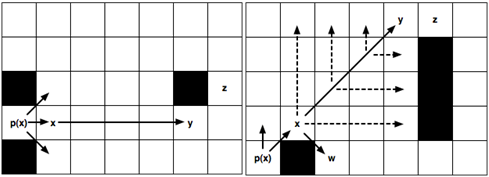 z
p(x) x y
y z
x
p(x) w